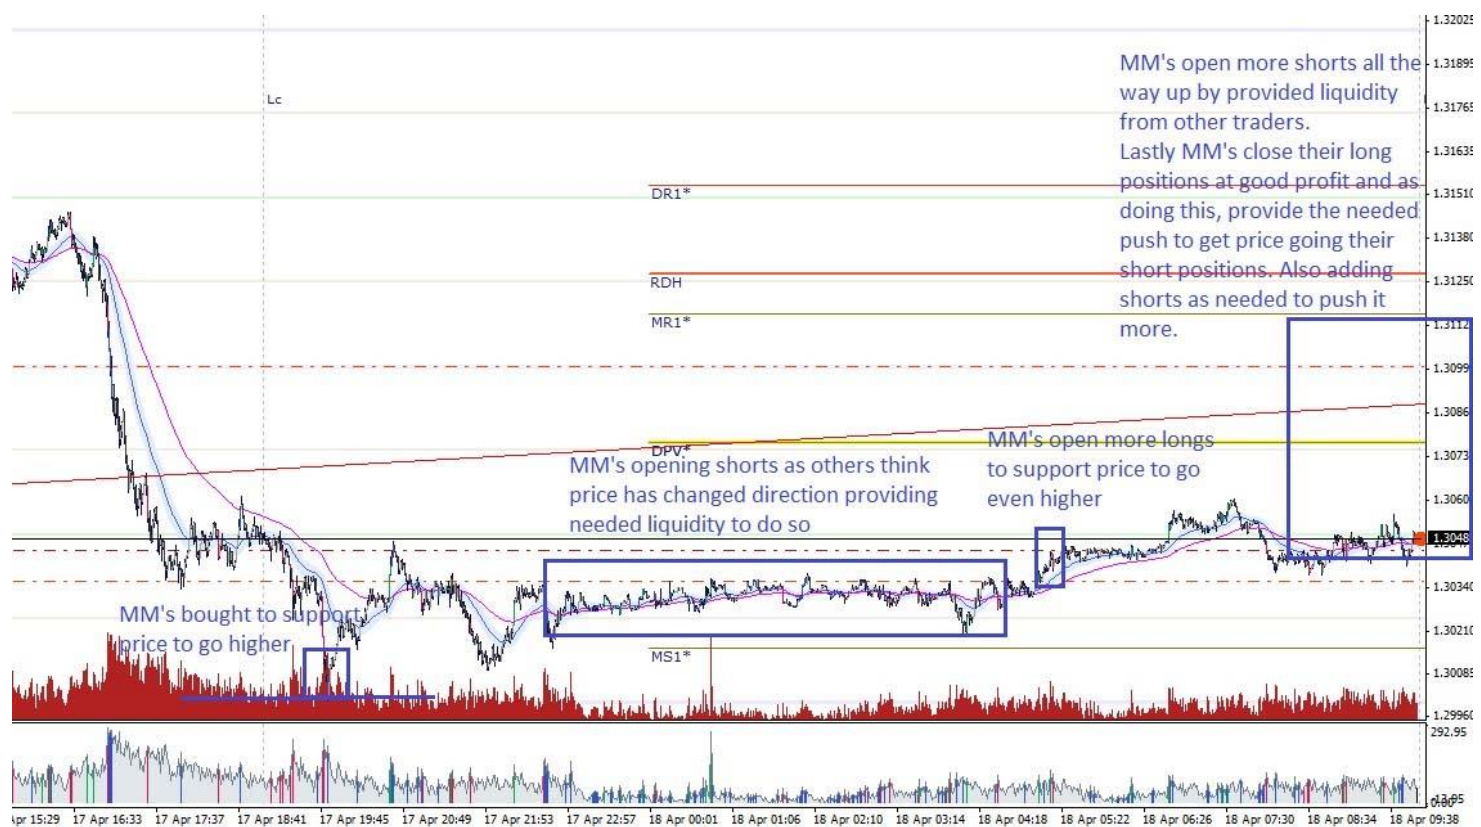 1.32025
MM's open more shorts all the
1.31895
way up by provided liquidity
Lc
1.31765
from other traders.
1.31635
Lastly MM's close their long
positions at good profit and as
DR1*
1.31510
doing this, provide the needed
1.31380
push to get price going their
short positions. Also adding
RDH
1.31250
shorts as needed to push it
MR1*
1.3112
more.
1.3099
1.3086
MM's open more longs
DPV*
to support price to go
1.3073
even higher
MM's opening shorts as others think
price has changed direction providing
needed liquidity to do so
1.3060
1.3048
1.3034
MM's bought to support
price to go higher
1.30210
MS1*
1.30085
1.29960
292.95
17 Apr 16:33
17 Apr 17:37
17 Apr 18:41
17 Apr 19:45
17 Apr 20:49
17 Apr 21:53
17 Apr 22:57
18 Apr 00:01
18 Apr 01:06
18 Apr 02:10
18 Apr 03:14
18 Apr 04:18
18 Apr 05:22
18 Apr 06:26
18 Apr 07:30
18 Apr 08:34
18 Apr 09:38